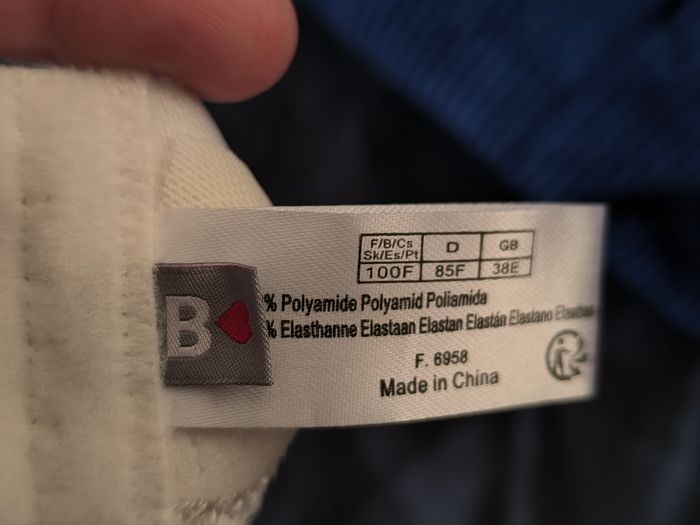 F/B/Cs D GB
Sk/Es/Pt
100F 85F 38E
B
% Polyamide Polyamid Poliamida
% Elasthanne Elastaan Elastan Elastán Elastano
F. 6958
Made in China